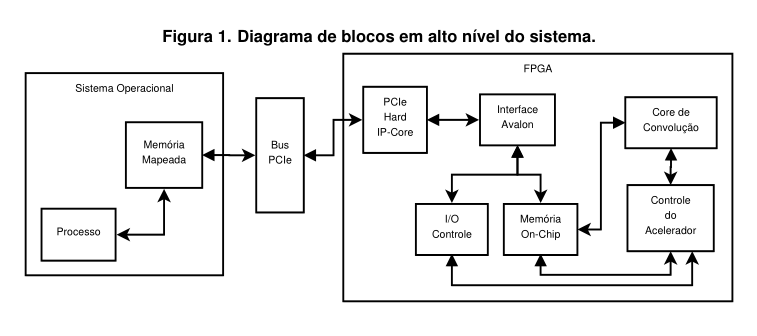 Figura 1. Diagrama de blocos em alto nível do sistema.
Sistema Operacional
Memória
Mapeada
Processo
Bus
PCIe
FPGA
PCIe
Hard
IP-Core
Interface
Avalon
Core de
Convolução
I/O
Controle
Memória
On-Chip
Controle
do
Acelerador